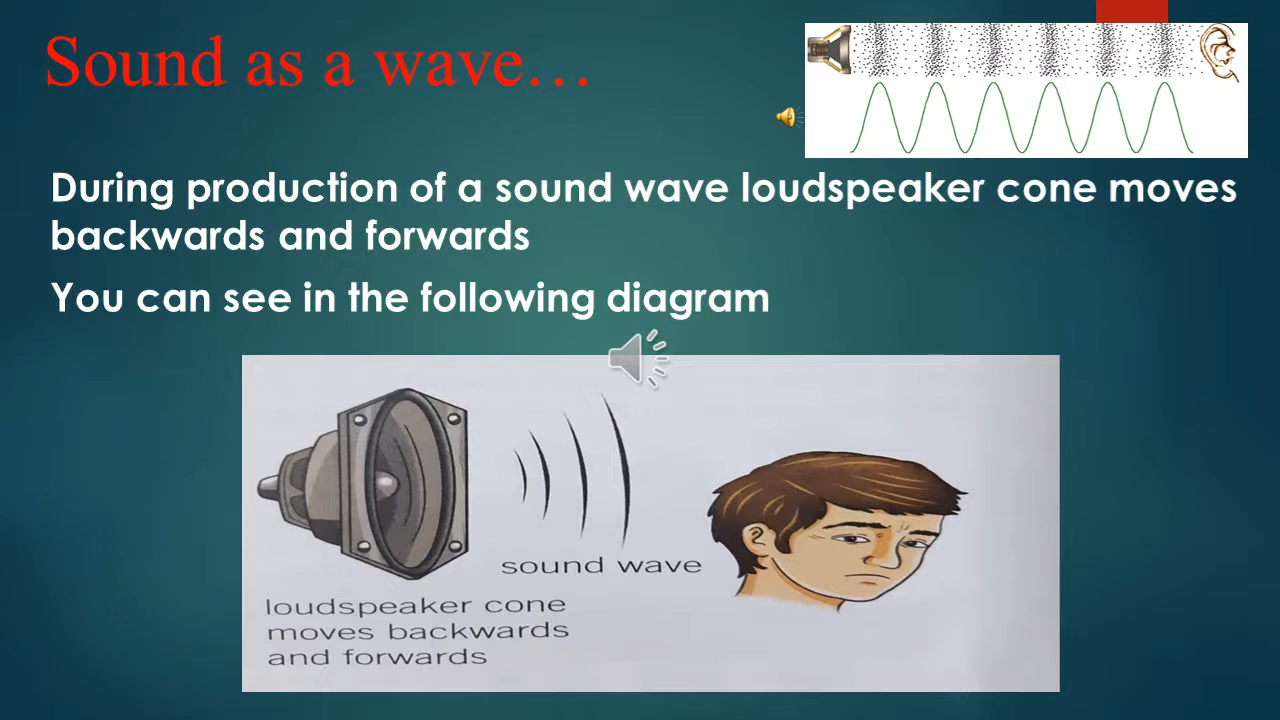 Sound as a wave…
During production of a sound wave loudspeaker cone moves
backwards and forwards
You can see in the following diagram
sound wave
loudspeaker cone
moves backwards
and forwards